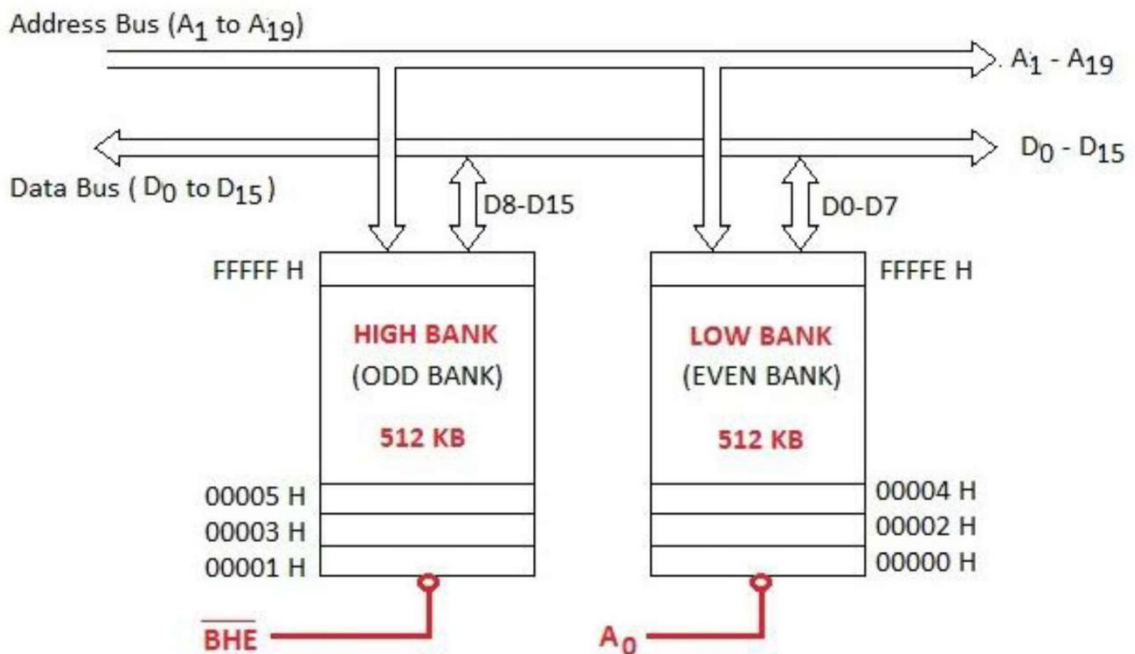 Address Bus (A₁ to A₁₉)
A₁ - A₁₉
D₀ - D₁₅
Data Bus ( D₀ to D₁₅ )
D8-D15
D0-D7
FFFFF H
FFFFE H
HIGH BANK
(ODD BANK)
512 KB
LOW BANK
(EVEN BANK)
512 KB
00005 H
00003 H
00001 H
00004 H
00002 H
00000 H
B̅H̅E̅
A₀